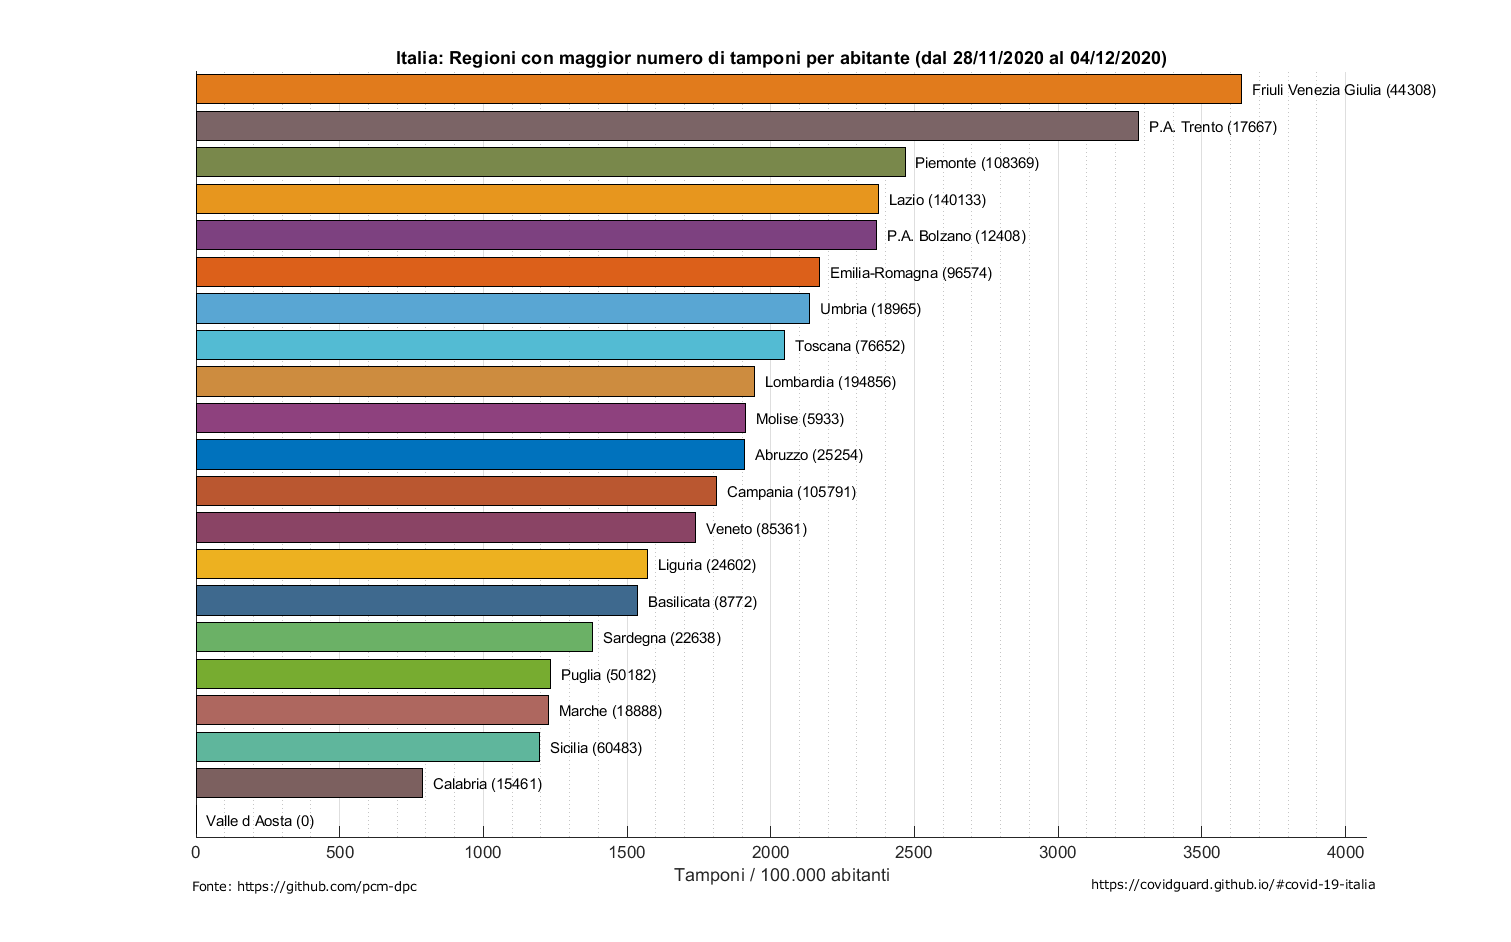 Italia: Regioni con maggior numero di tamponi per abitante (dal 28/11/2020 al 04/12/2020)
Friuli Venezia Giulia (44308)
P.A. Trento (17667)
Piemonte (108369)
Lazio (140133)
P.A. Bolzano (12408)
Emilia-Romagna (96574)
Umbria (18965)
Toscana (76652)
Lombardia (194856)
Molise (5933)
Abruzzo (25254)
Campania (105791)
Veneto (85361)
Liguria (24602)
Basilicata (8772)
Sardegna (22638)
Puglia (50182)
Marche (18888)
Sicilia (60483)
Calabria (15461)
Valle d Aosta (0)
0 500 1000 1500 2000 2500 3000 3500 4000
Tamponi / 100.000 abitanti
Fonte: https://github.com/pcm-dpc
https://covidguard.github.io/#covid-19-italia